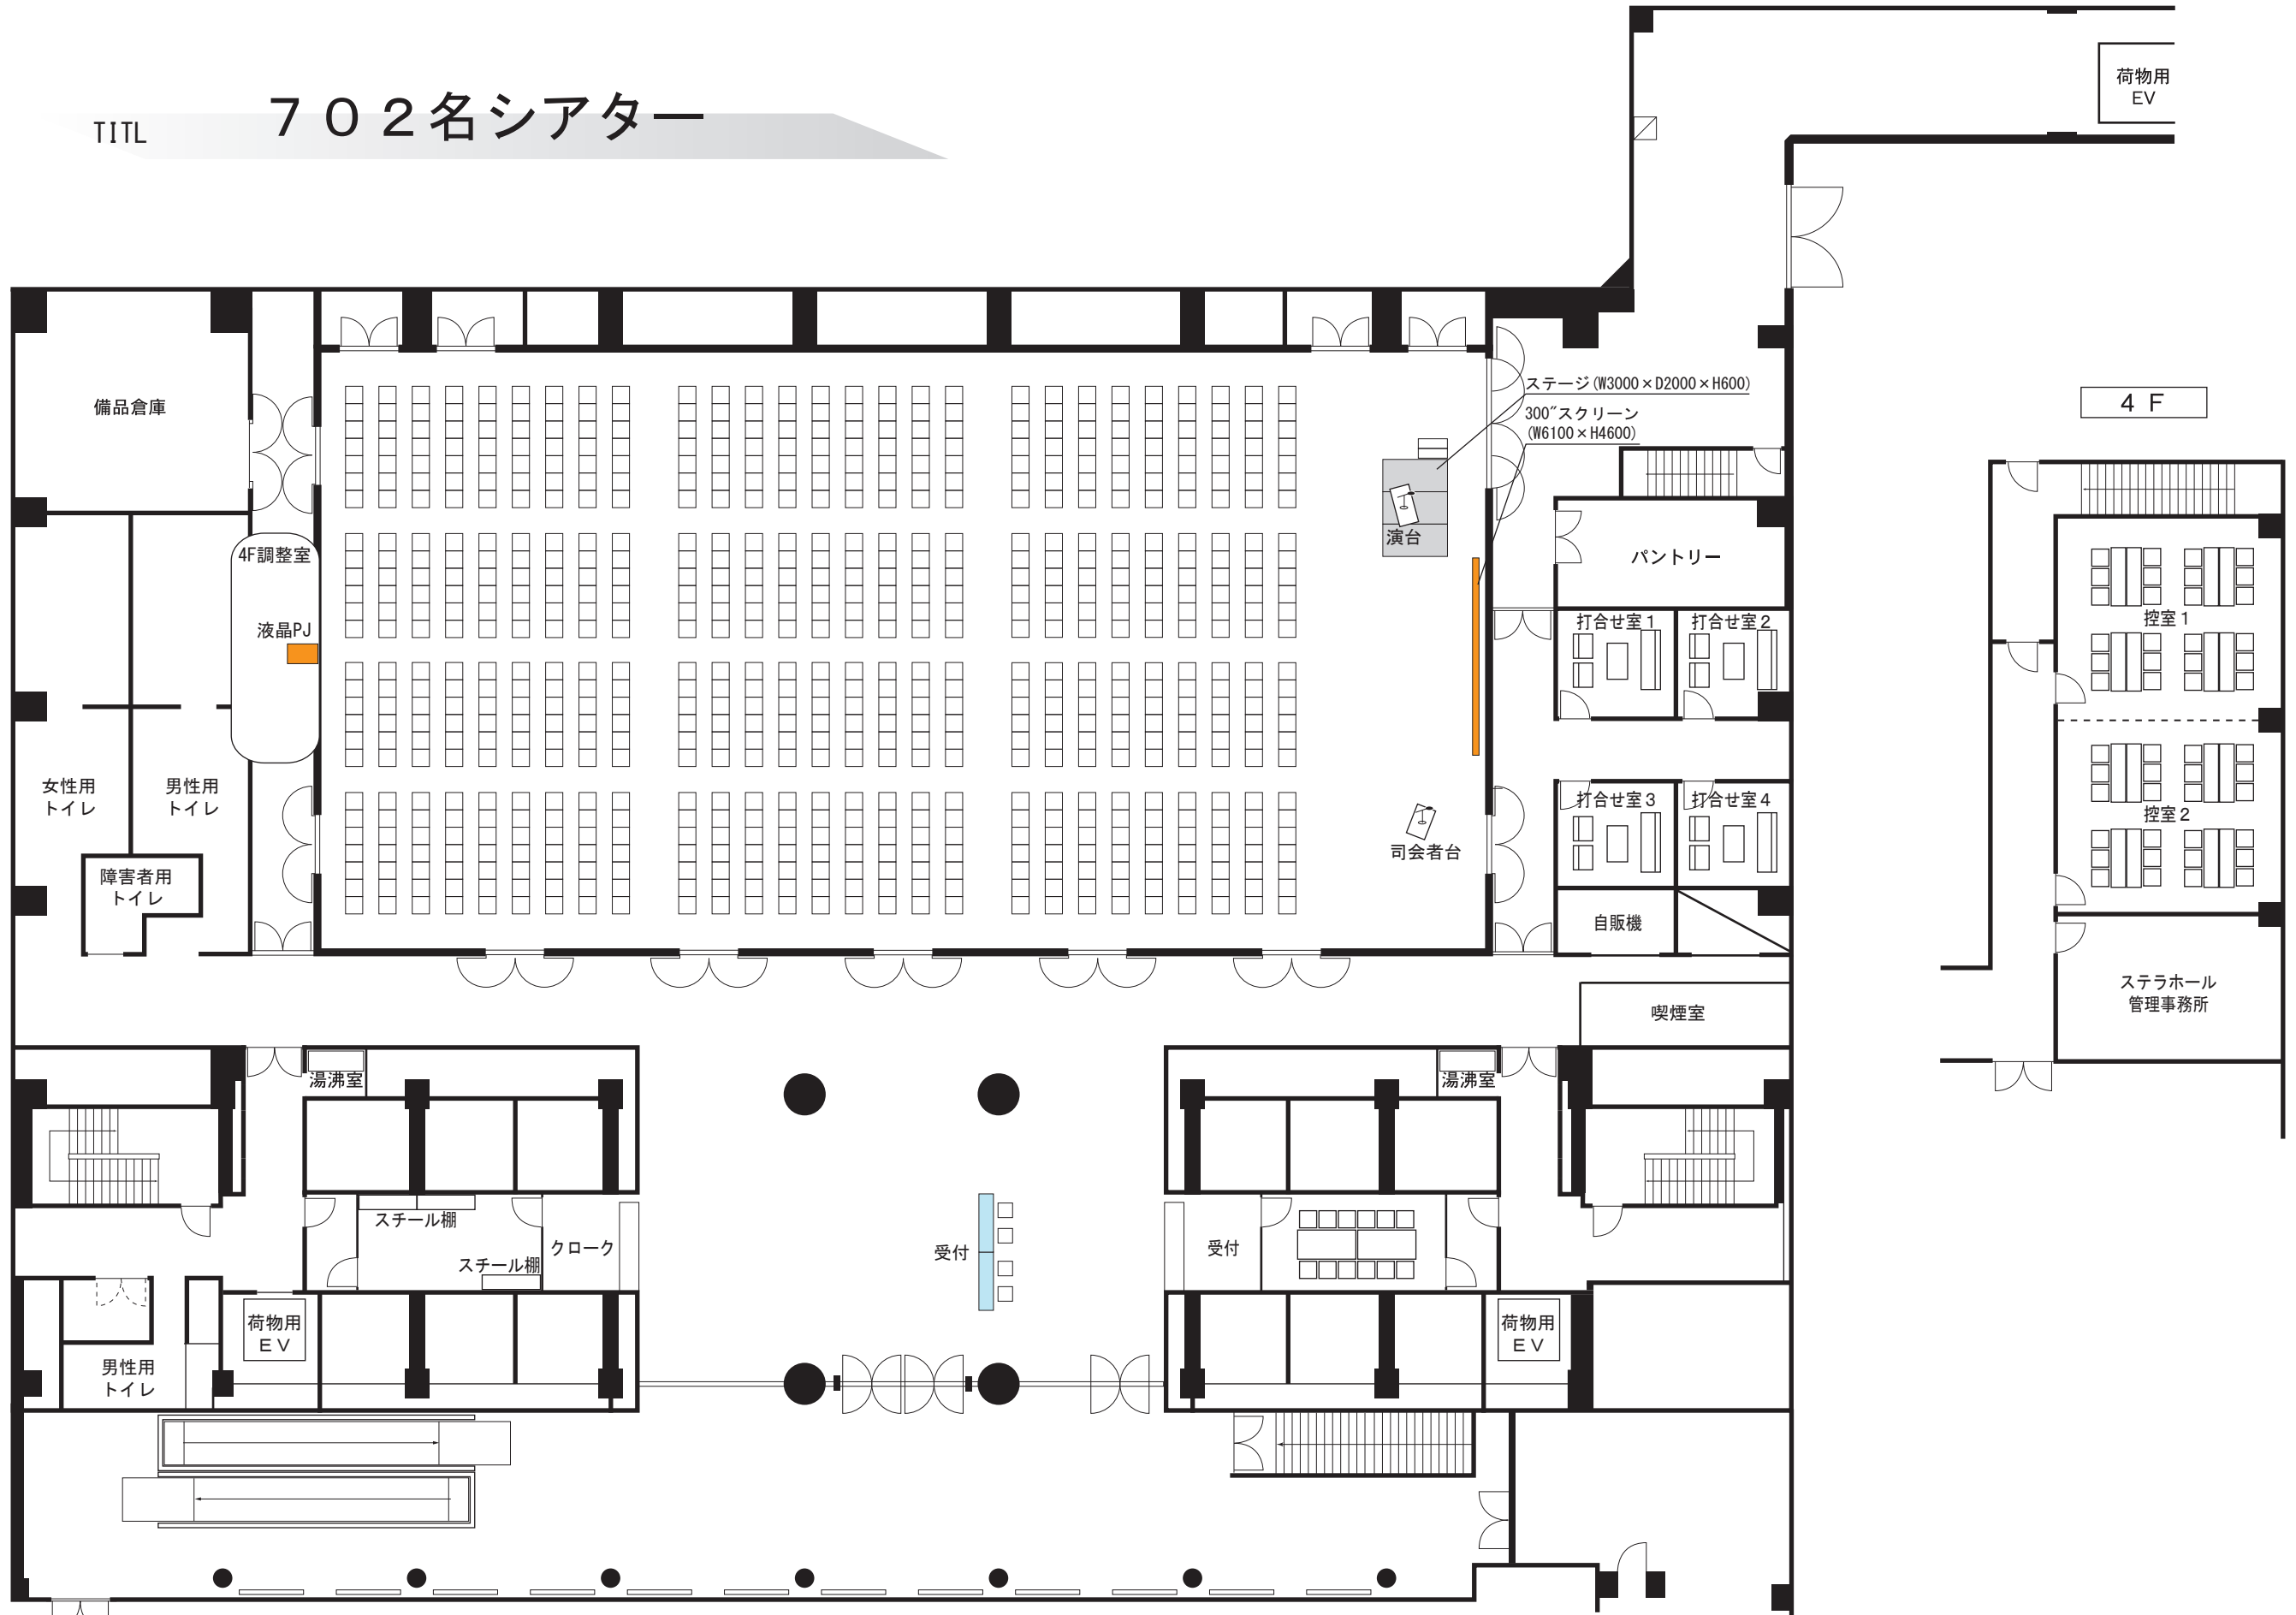 TITL
７０２名シアター
荷物用
EV
備品倉庫
ステージ(W3000×D2000×H600)
300″スクリーン
(W6100×H4600)
４ Ｆ
4F調整室
演台
パントリー
液晶PJ
打合せ室１
打合せ室２
控室１
女性用
トイレ
男性用
トイレ
打合せ室３
打合せ室４
控室２
司会者台
障害者用
トイレ
自販機
ステラホール
管理事務所
喫煙室
湯沸室
湯沸室
スチール棚
スチール棚
クローク
受付
受付
荷物用
ＥＶ
荷物用
ＥＶ
男性用
トイレ